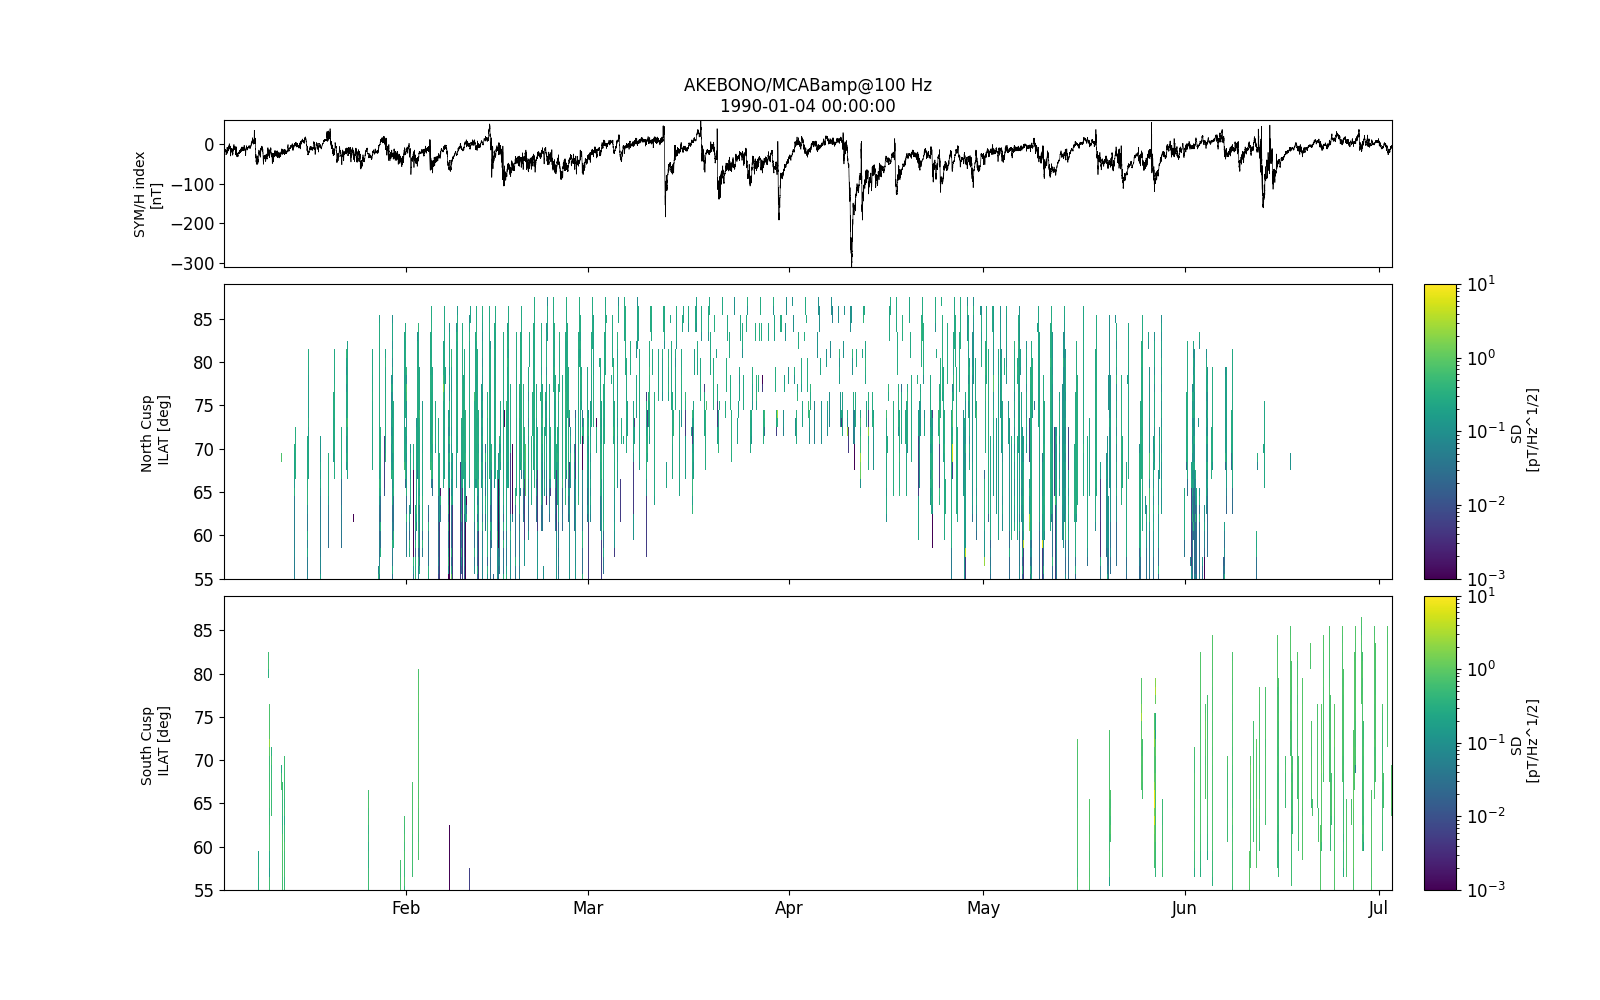 AKEBONO/MCABamp@100 Hz
1990-01-04 00:00:00
SYM/H index
[nT]
0
−100
−200
−300
North Cusp
ILAT [deg]
85
80
75
70
65
60
55
10^1
10^0
10^−1
10^−2
10^−3
SD
[pT/Hz^1/2]
South Cusp
ILAT [deg]
85
80
75
70
65
60
55
10^1
10^0
10^−1
10^−2
10^−3
SD
[pT/Hz^1/2]
Feb Mar Apr May Jun Jul